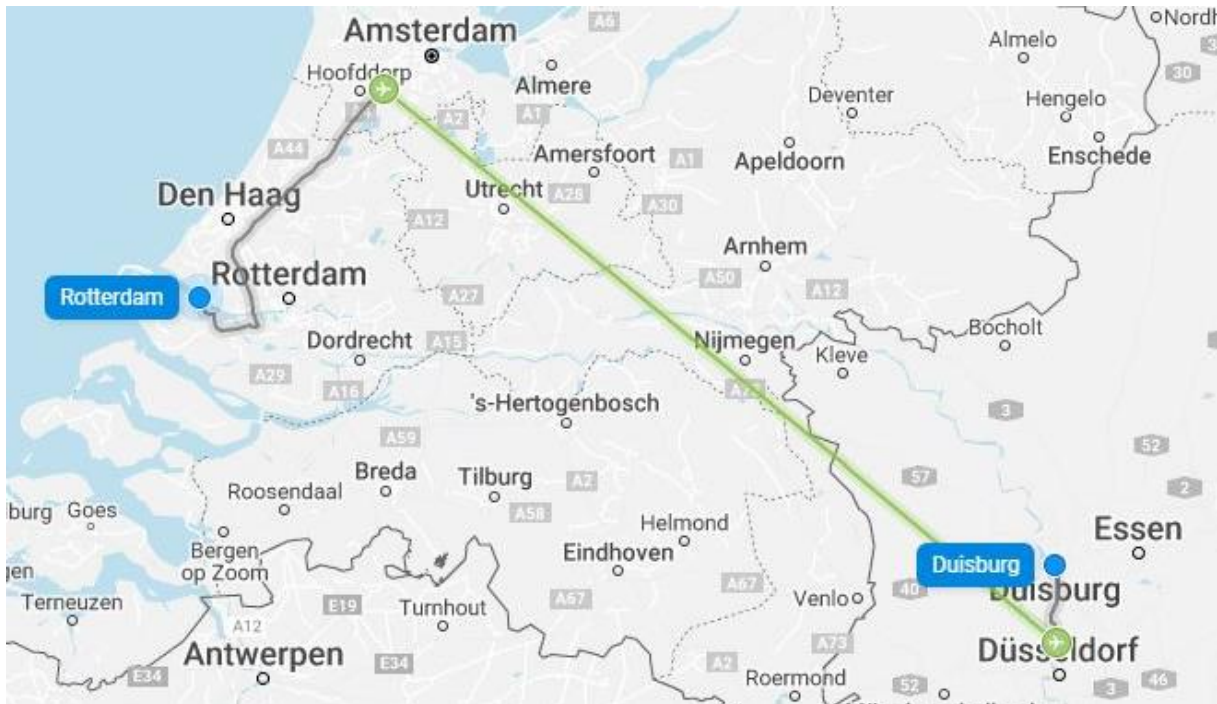 Amsterdam
A6
Nordh
Hoofddorp
Almere
Almelo
30
Deventer
Hengelo
A2
A1
A44
Amersfoort
A1
Apeldoorn
Enschede
Den Haag
Utrecht
A28
A30
A12
Arnhem
Rotterdam
Rotterdam
A27
A50
A12
Dordrecht
A15
Nijmegen
Kleve
Bocholt
A29
A16
's-Hertogenbosch
3
A59
52
Breda
Tilburg
A2
57
2
Roosendaal
A58
lburg
Goes
Helmond
Essen
Bergen
op Zoom
Eindhoven
Duisburg
gen
A67
Duisburg
40
Terneuzen
E19
Turnhout
A67
Venlo
A12
Antwerpen
E34
A73
Düsseldorf
E34
A2
Roermond
52
3
46